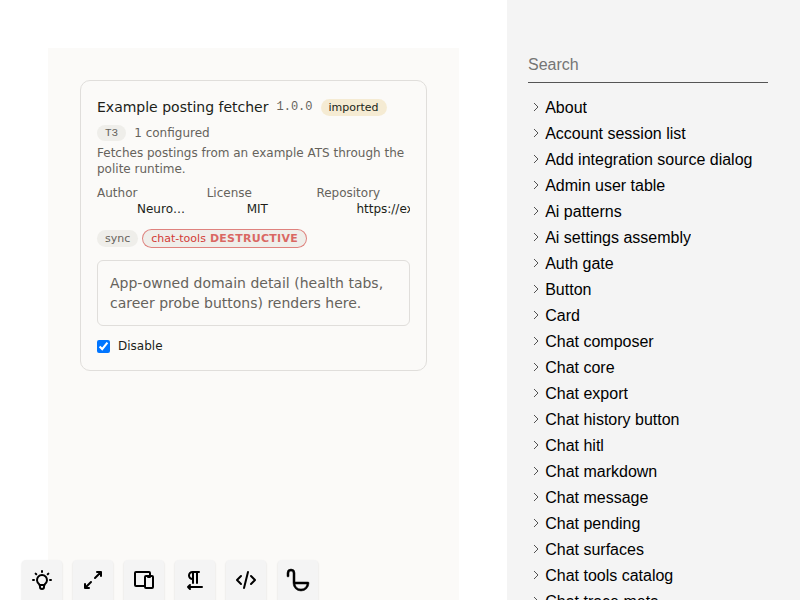 Example posting fetcher 1.0.0 imported
T3 1 configured
Fetches postings from an example ATS through the
polite runtime.
Author License Repository
Neuro… MIT https://ex
sync chat-tools DESTRUCTIVE
App-owned domain detail (health tabs,
career probe buttons) renders here.
Disable
Search
About
Account session list
Add integration source dialog
Admin user table
Ai patterns
Ai settings assembly
Auth gate
Button
Card
Chat composer
Chat core
Chat export
Chat history button
Chat hitl
Chat markdown
Chat message
Chat pending
Chat surfaces
Chat tools catalog
Chat trace meta